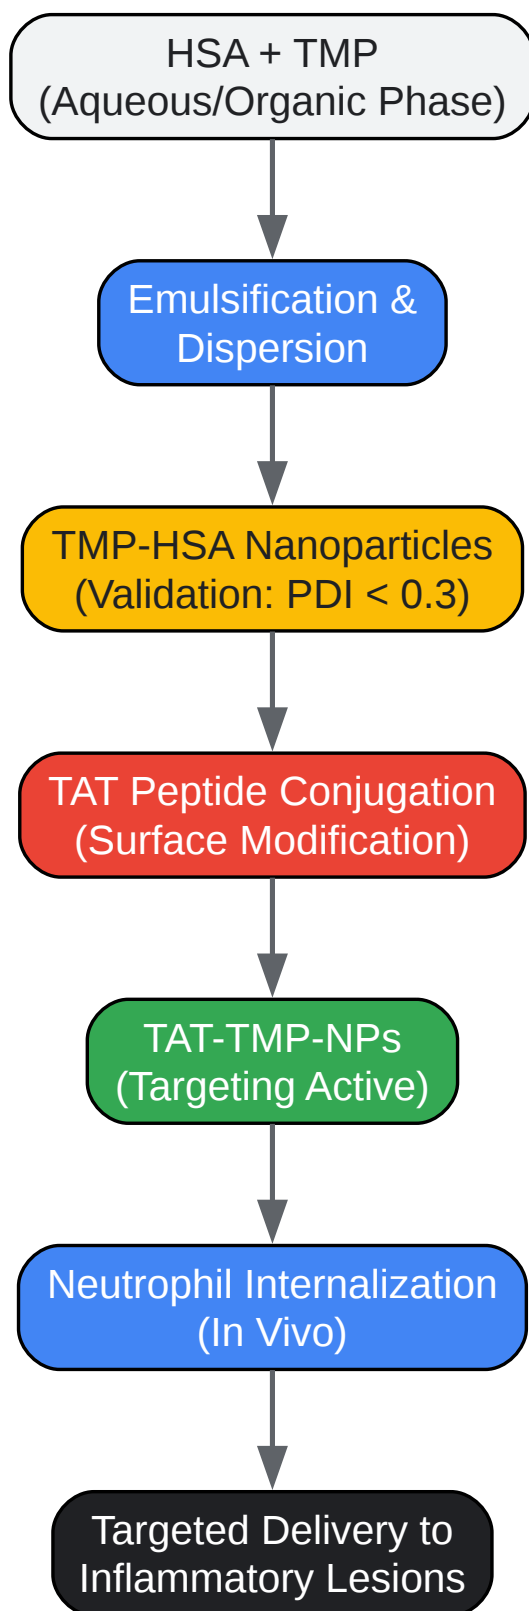 HSA + TMP
(Aqueous/Organic Phase)
Emulsification &
Dispersion
TMP-HSA Nanoparticles
(Validation: PDI < 0.3)
TAT Peptide Conjugation
(Surface Modification)
TAT-TMP-NPs
(Targeting Active)
Neutrophil Internalization
(In Vivo)
Targeted Delivery to
Inflammatory Lesions